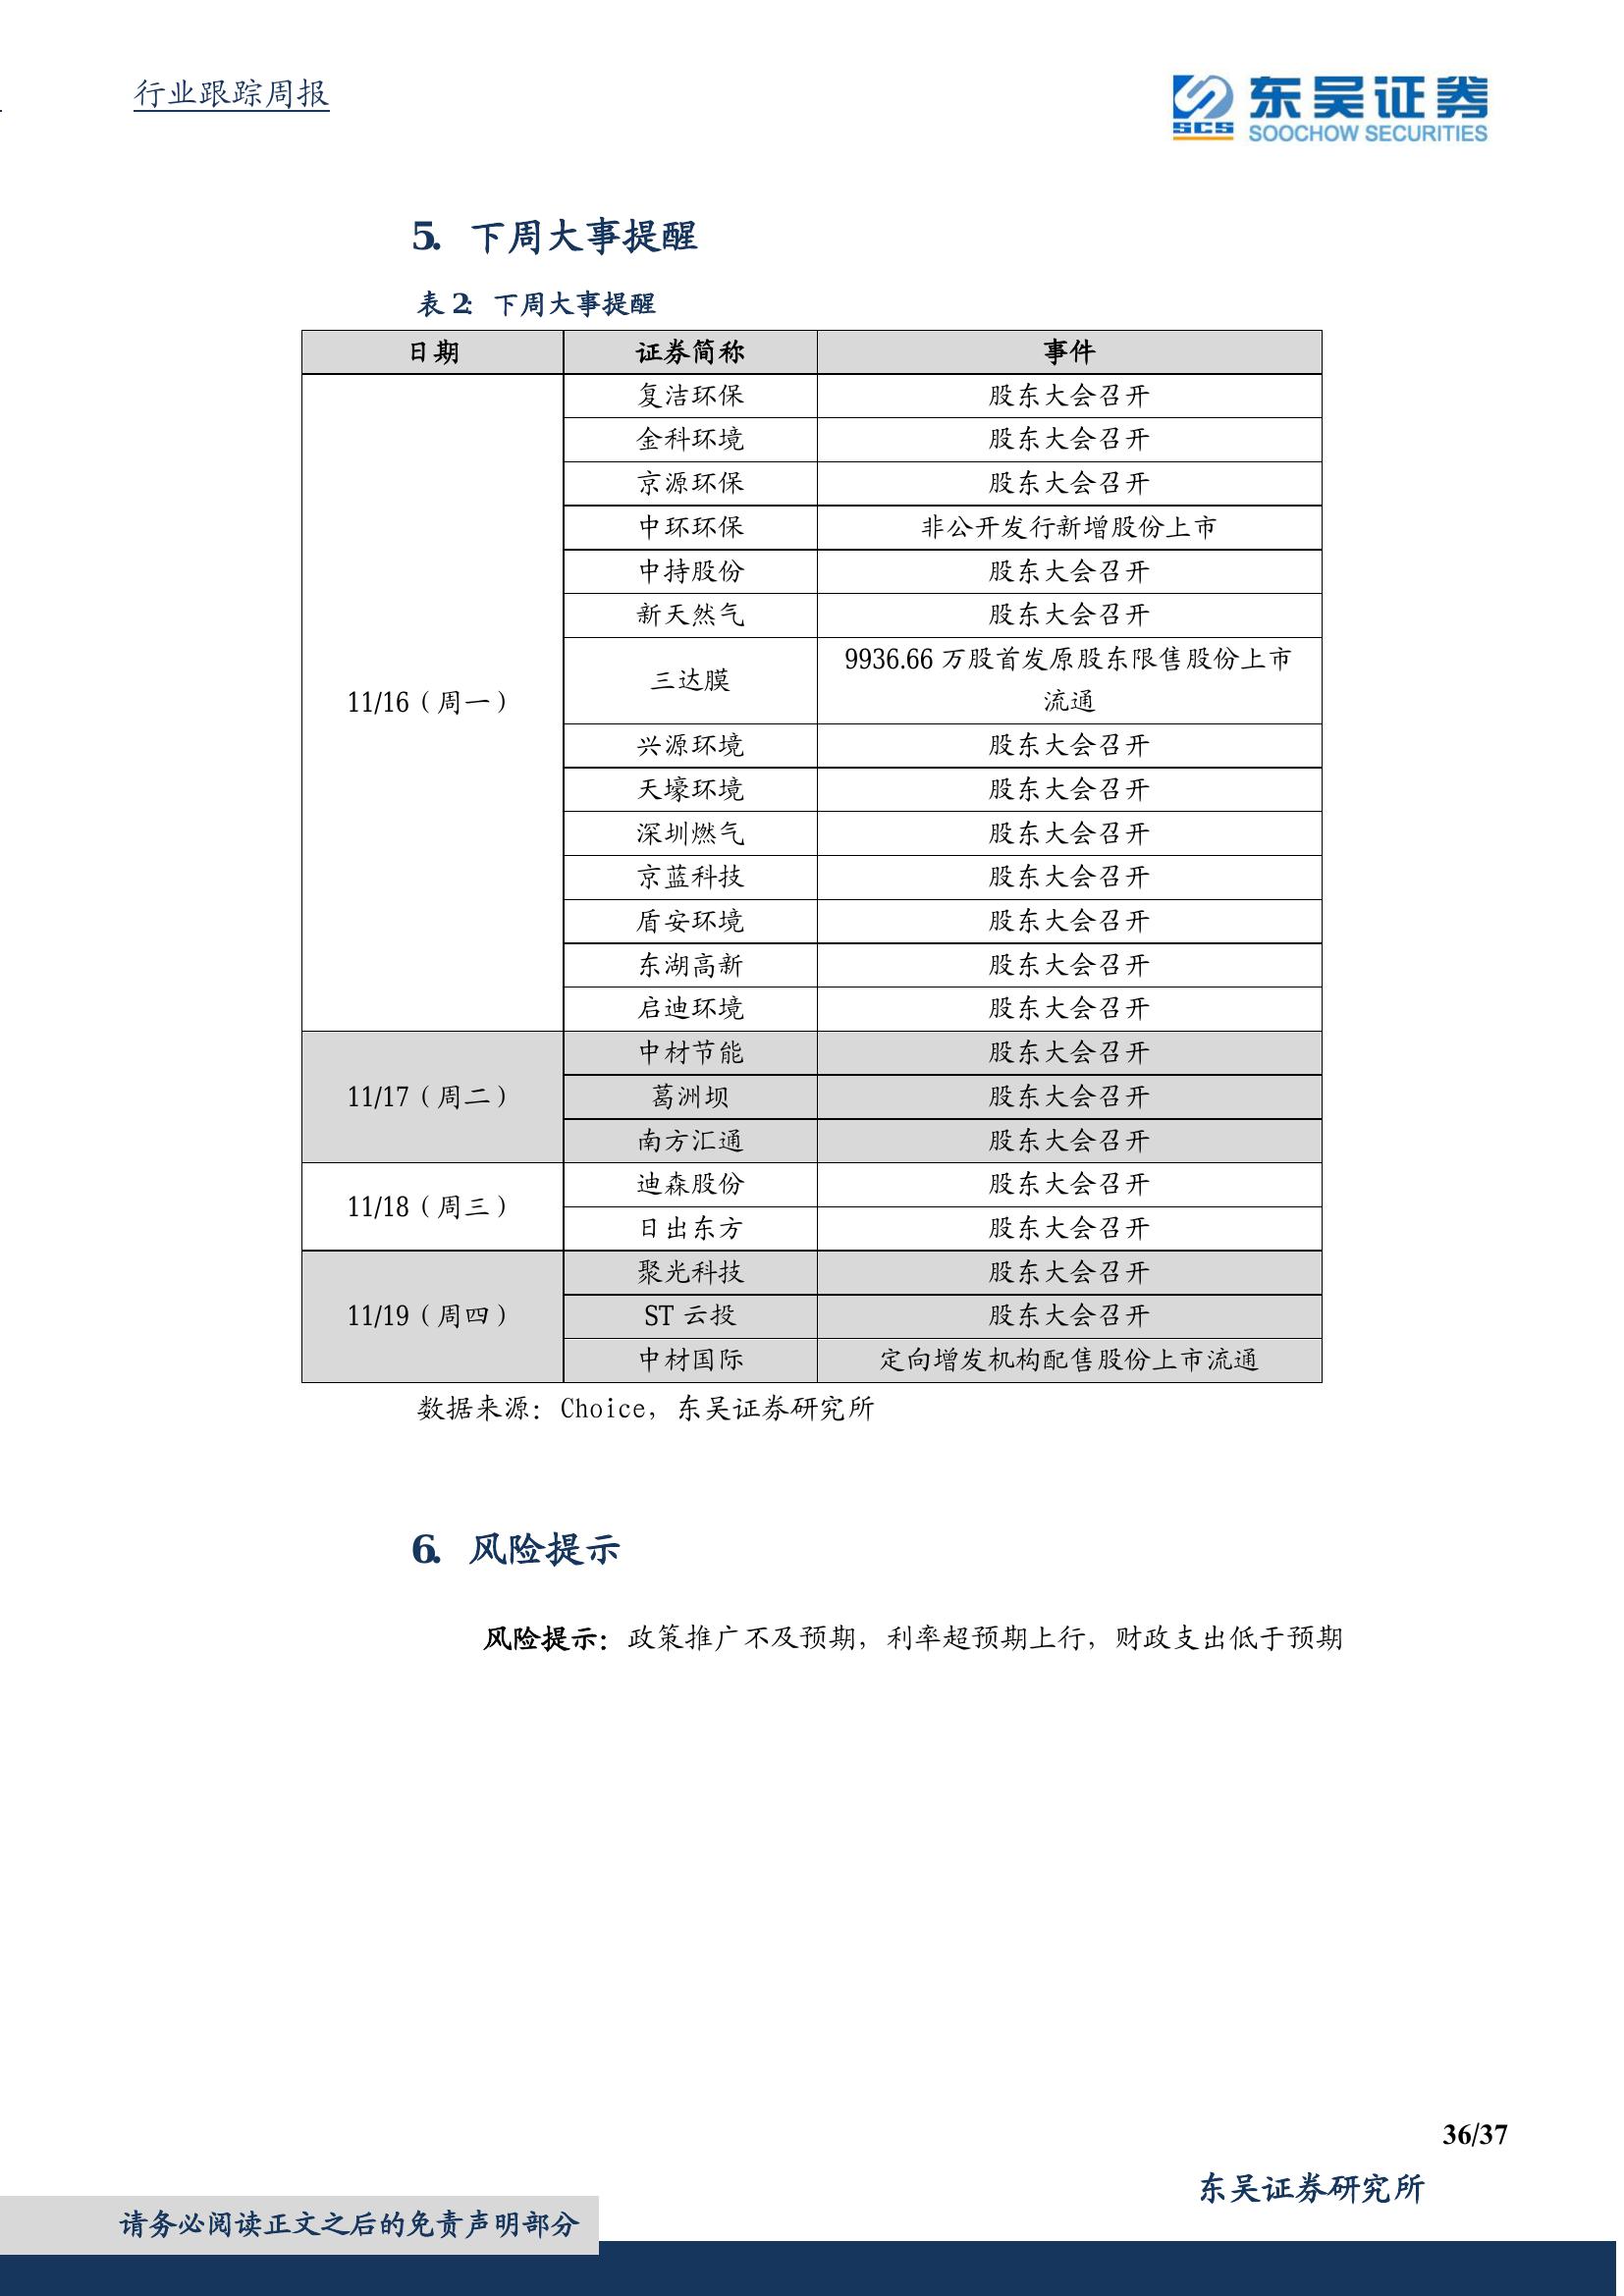 行业跟踪周报
SCS
东吴证券
SOOCHOW SECURITIES
5. 下周大事提醒
表 2: 下周大事提醒
日期 证券简称 事件
11/16（周一）
复洁环保 股东大会召开
金科环境 股东大会召开
京源环保 股东大会召开
中环环保 非公开发行新增股份上市
中持股份 股东大会召开
新天然气 股东大会召开
三达膜 9936.66 万股首发原股东限售股份上市
流通
兴源环境 股东大会召开
天壕环境 股东大会召开
深圳燃气 股东大会召开
京蓝科技 股东大会召开
盾安环境 股东大会召开
东湖高新 股东大会召开
启迪环境 股东大会召开
11/17（周二）
中材节能 股东大会召开
葛洲坝 股东大会召开
南方汇通 股东大会召开
11/18（周三）
迪森股份 股东大会召开
日出东方 股东大会召开
11/19（周四）
聚光科技 股东大会召开
ST 云投 股东大会召开
中材国际 定向增发机构配售股份上市流通
数据来源：Choice，东吴证券研究所
6. 风险提示
风险提示：政策推广不及预期，利率超预期上行，财政支出低于预期
36/37
东吴证券研究所
请务必阅读正文之后的免责声明部分